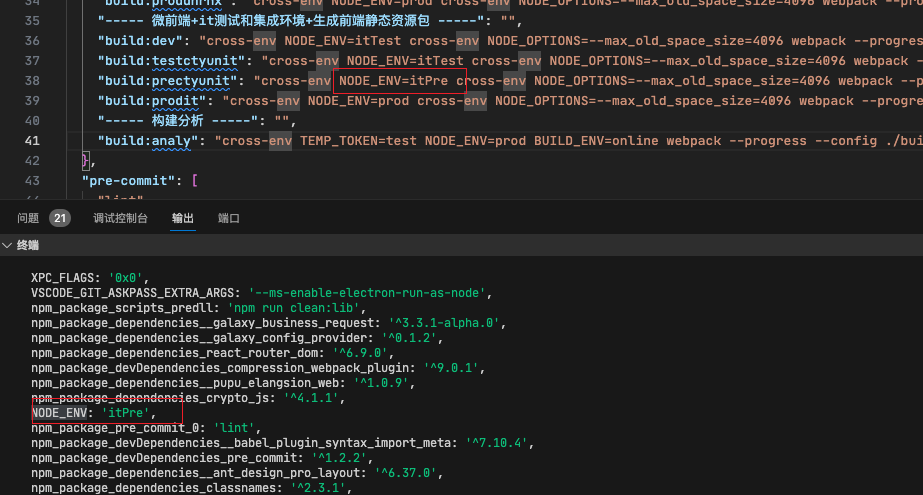 34 "build:produnrhx": "cross-env NODE_ENV=prod cross-env NODE_OPTIONS=--max_old_space_size=4096 webpack --pro
35 "----- 微前端+it测试和集成环境+生成前端静态资源包 -----": "",
36 "build:dev": "cross-env NODE_ENV=itTest cross-env NODE_OPTIONS=--max_old_space_size=4096 webpack --progres
37 "build:testctyunit": "cross-env NODE_ENV=itTest cross-env NODE_OPTIONS=--max_old_space_size=4096 webpack -
38 "build:prectyunit": "cross-env NODE_ENV=itPre cross-env NODE_OPTIONS=--max_old_space_size=4096 webpack --p
39 "build:prodit": "cross-env NODE_ENV=prod cross-env NODE_OPTIONS=--max_old_space_size=4096 webpack --progre
40 "----- 构建分析 -----": "",
41 "build:analy": "cross-env TEMP_TOKEN=test NODE_ENV=prod BUILD_ENV=online webpack --progress --config ./bui
42 },
43 "pre-commit": [
44 "lint"
问题 21 调试控制台 输出 端口
终端
XPC_FLAGS: '0x0',
VSCODE_GIT_ASKPASS_EXTRA_ARGS: '--ms-enable-electron-run-as-node',
npm_package_scripts_predll: 'npm run clean:lib',
npm_package_dependencies__galaxy_business_request: '^3.3.1-alpha.0',
npm_package_dependencies__galaxy_config_provider: '^0.1.2',
npm_package_dependencies_react_router_dom: '^6.9.0',
npm_package_devDependencies_compression_webpack_plugin: '^9.0.1',
npm_package_dependencies__pupu_elangsion_web: '^1.0.9',
npm_package_dependencies_crypto_js: '^4.1.1',
NODE_ENV: 'itPre',
npm_package_pre_commit_0: 'lint',
npm_package_devDependencies__babel_plugin_syntax_import_meta: '^7.10.4',
npm_package_devDependencies_pre_commit: '^1.2.2',
npm_package_dependencies__ant_design_pro_layout: '^6.37.0',
npm_package_dependencies_classnames: '^2.3.1',